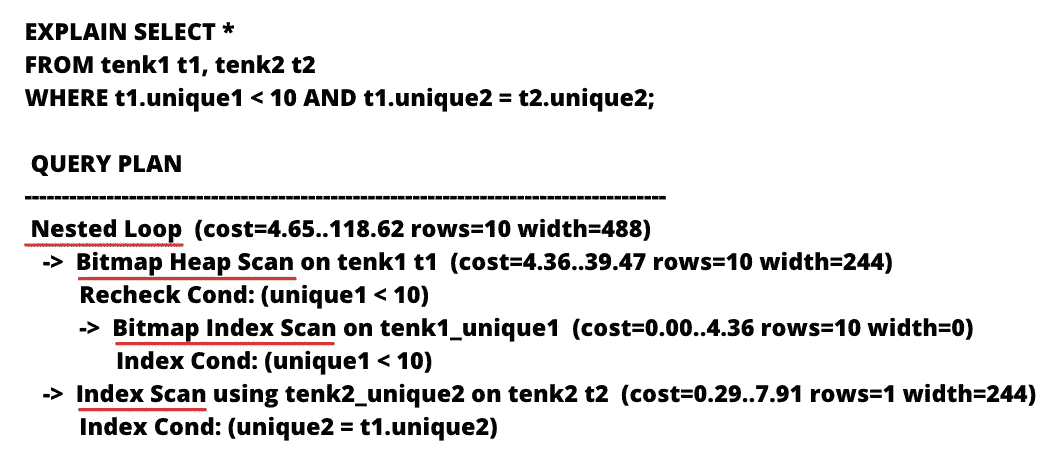 EXPLAIN SELECT *
FROM tenk1 t1, tenk2 t2
WHERE t1.unique1 < 10 AND t1.unique2 = t2.unique2;
QUERY PLAN
------------------------------------------------------------------------------------------
Nested Loop (cost=4.65..118.62 rows=10 width=488)
-> Bitmap Heap Scan on tenk1 t1 (cost=4.36..39.47 rows=10 width=244)
Recheck Cond: (unique1 < 10)
-> Bitmap Index Scan on tenk1_unique1 (cost=0.00..4.36 rows=10 width=0)
Index Cond: (unique1 < 10)
-> Index Scan using tenk2_unique2 on tenk2 t2 (cost=0.29..7.91 rows=1 width=244)
Index Cond: (unique2 = t1.unique2)